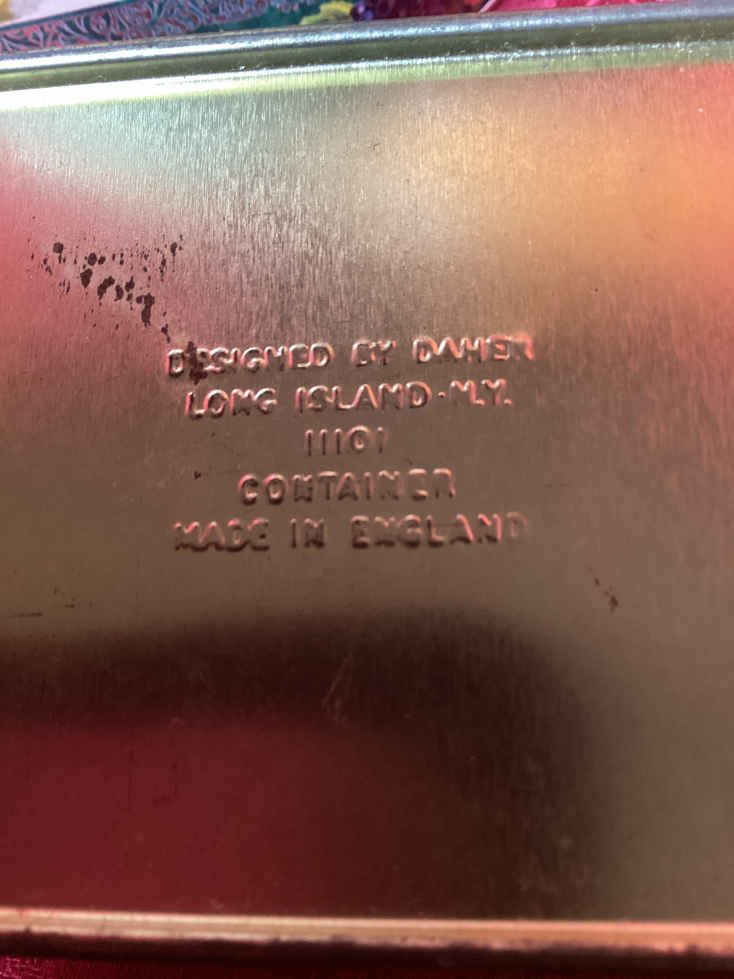 DESIGNED BY DAHER
LONG ISLAND·N.Y.
11101
CONTAINER
MADE IN ENGLAND